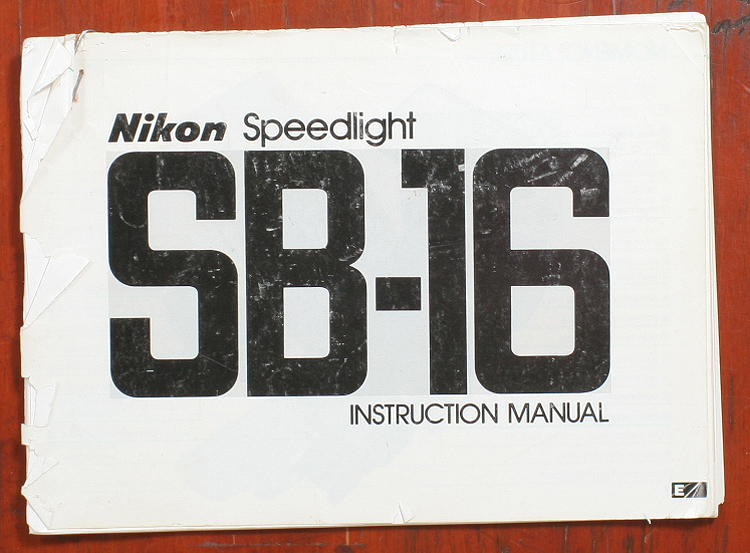 Nikon Speedlight
SB-16
INSTRUCTION MANUAL
E